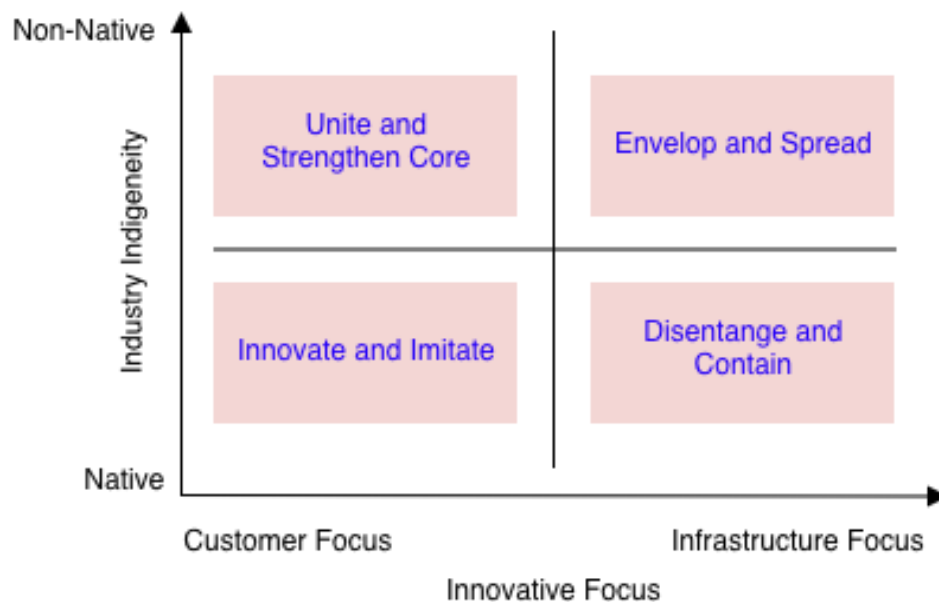 Non-Native
Unite and
Strengthen Core
Envelop and Spread
Industry Indigeneity
Innovate and Imitate
Disentange and
Contain
Native
Customer Focus
Infrastructure Focus
Innovative Focus